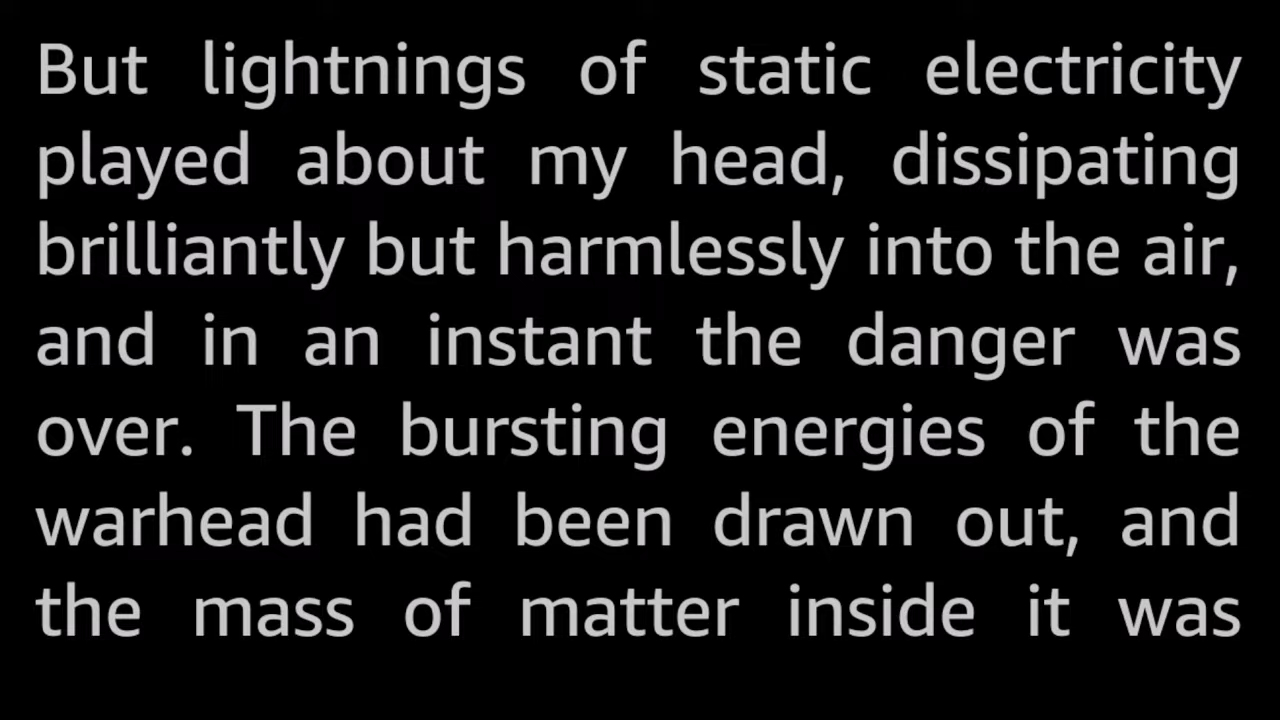 But lightnings of static electricity
played about my head, dissipating
brilliantly but harmlessly into the air,
and in an instant the danger was
over. The bursting energies of the
warhead had been drawn out, and
the mass of matter inside it was